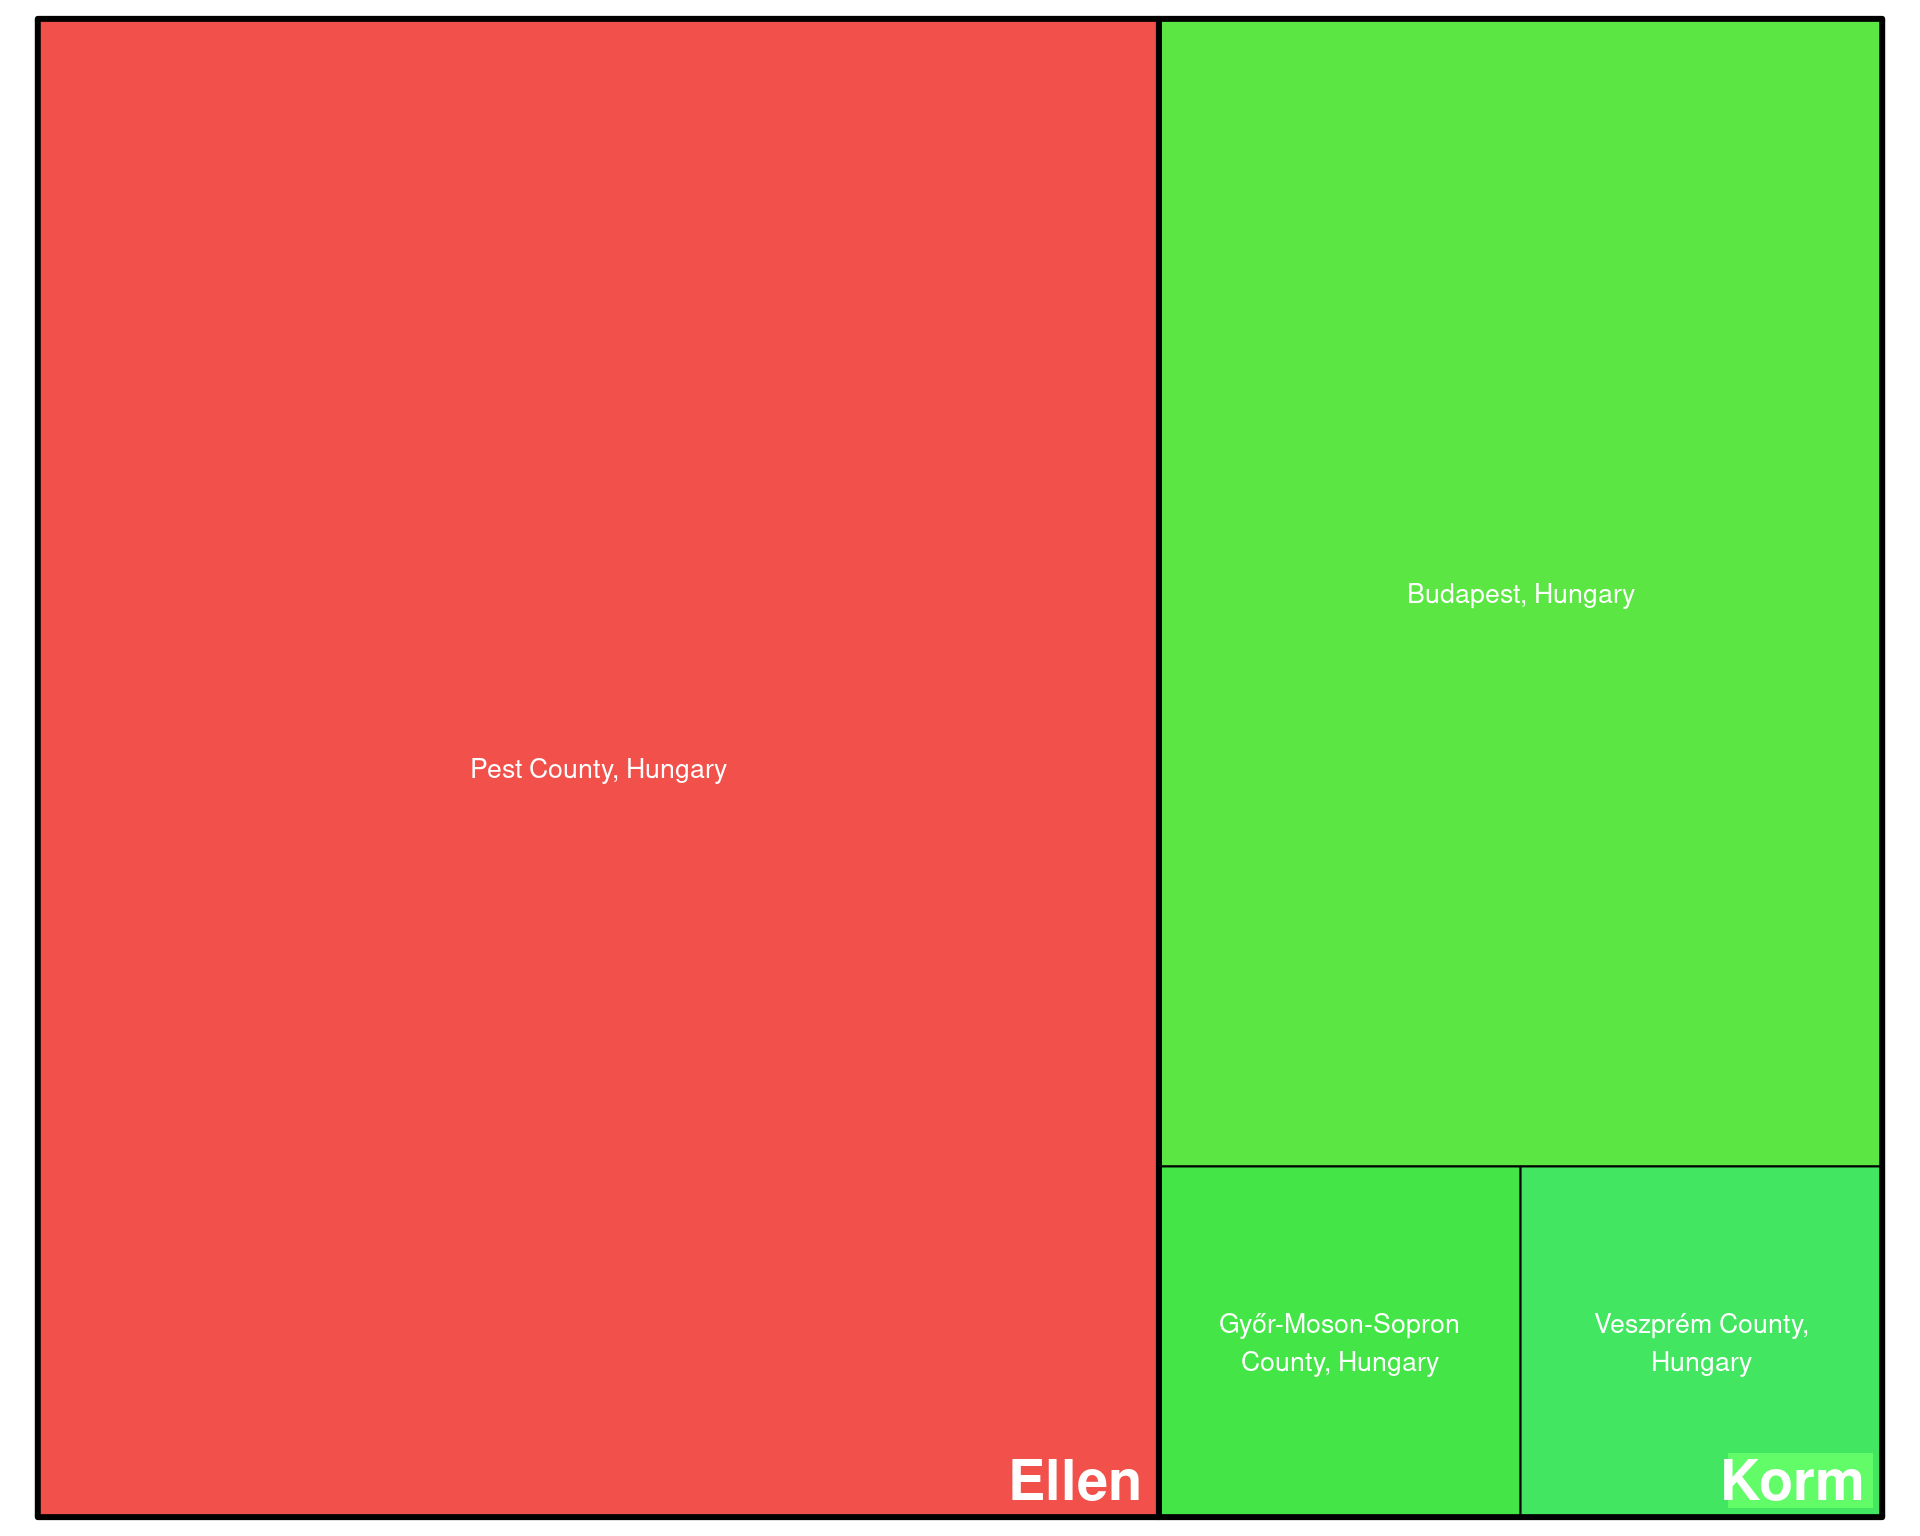 Budapest, Hungary
Pest County, Hungary
Győr-Moson-Sopron
County, Hungary
Veszprém County,
Hungary
Ellen
Korm